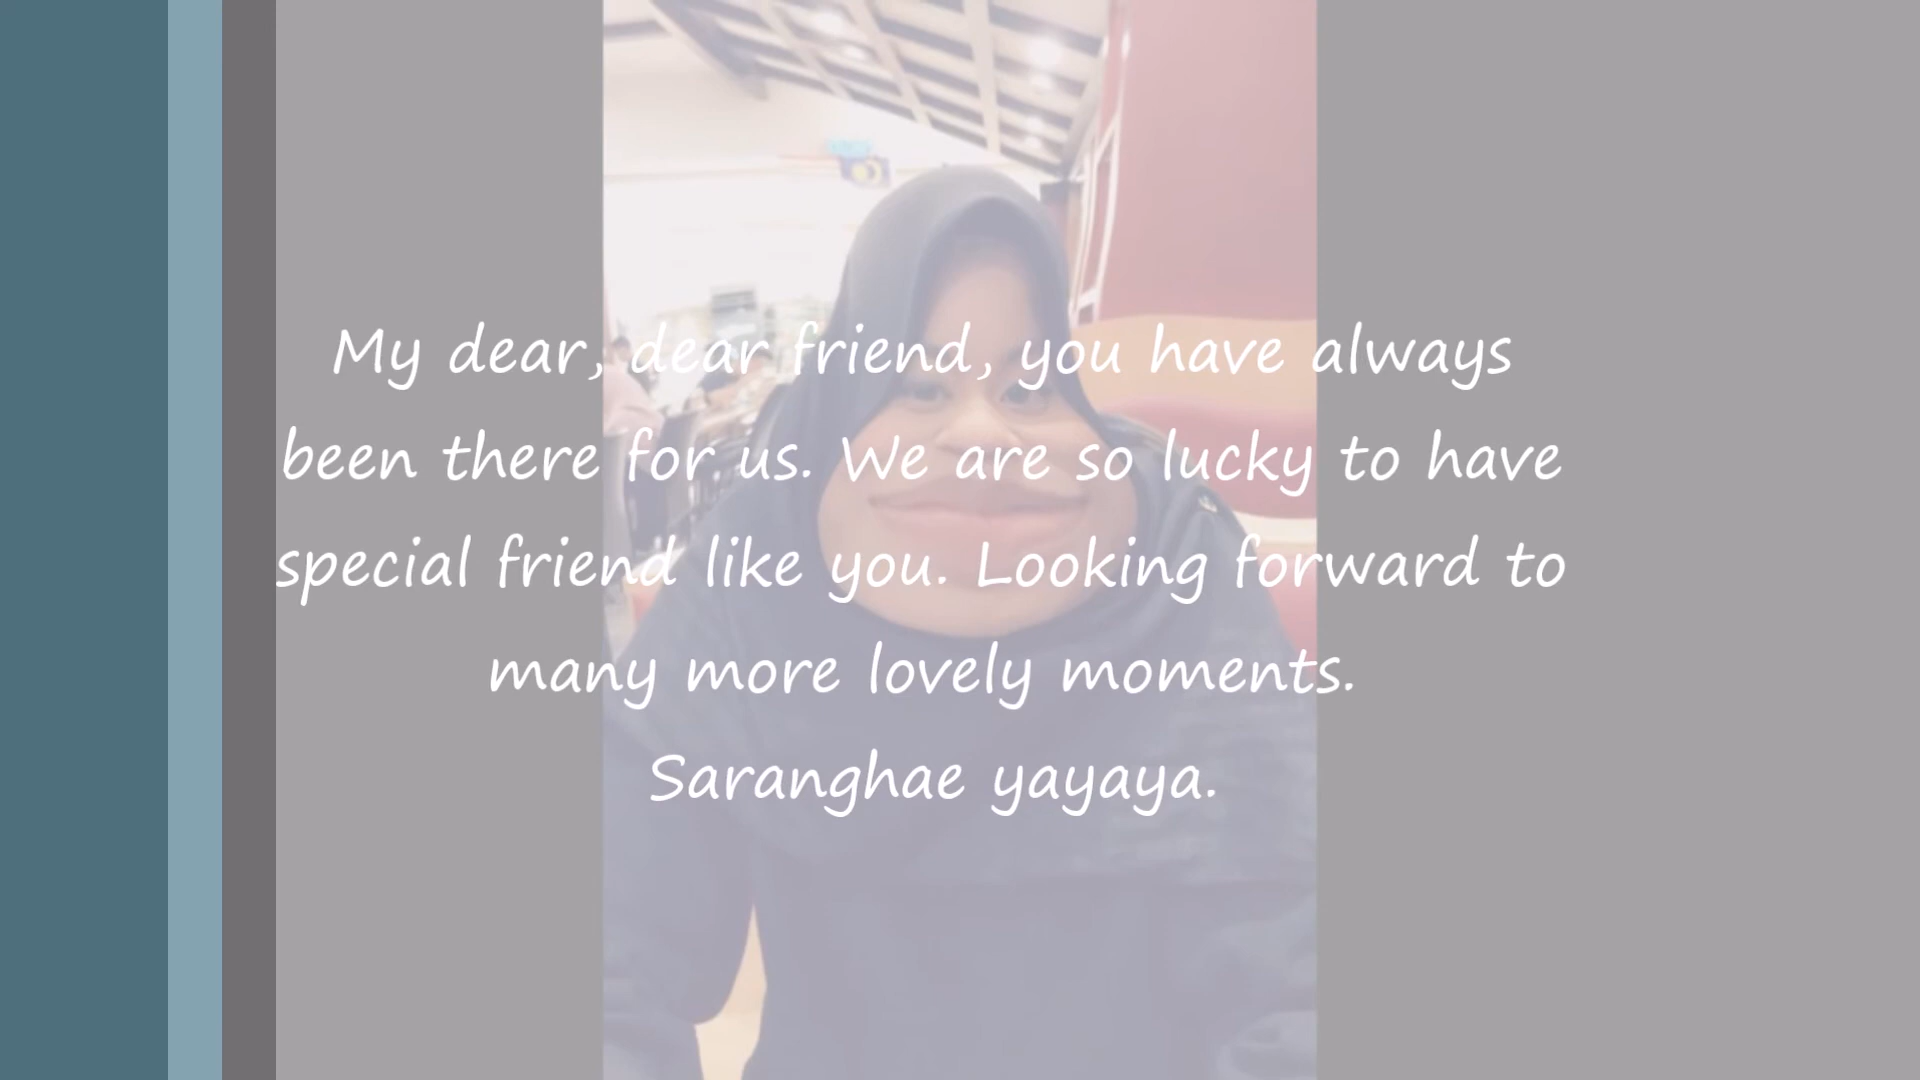 My dear, dear friend, you have always
been there for us. We are so lucky to have
special friend like you. Looking forward to
many more lovely moments.
Saranghae yayaya.